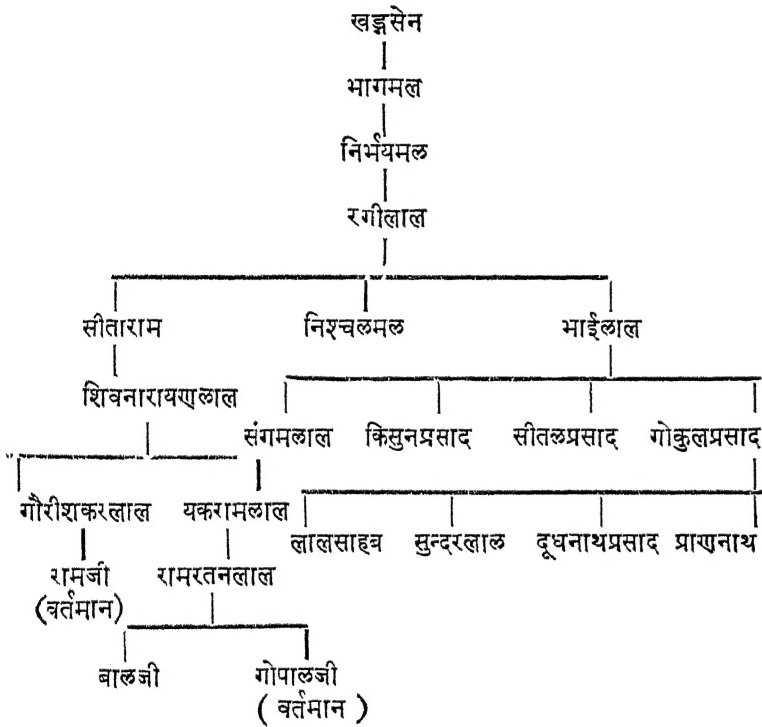 खड्गसेन
भागमल
निर्भयमल
रगीलाल
सीताराम निश्चलमल भाईलाल
शिवनारायणलाल
संगमलाल किसुनप्रसाद सीतलप्रसाद गोकुलप्रसाद
गौरीशकरलाल यकरामलाल
लालसाहब सुन्दरलाल दूधनाथप्रसाद प्राणनाथ
रामजी रामरतनलाल
(वर्तमान)
बालजी गोपालजी
( वर्तमान )